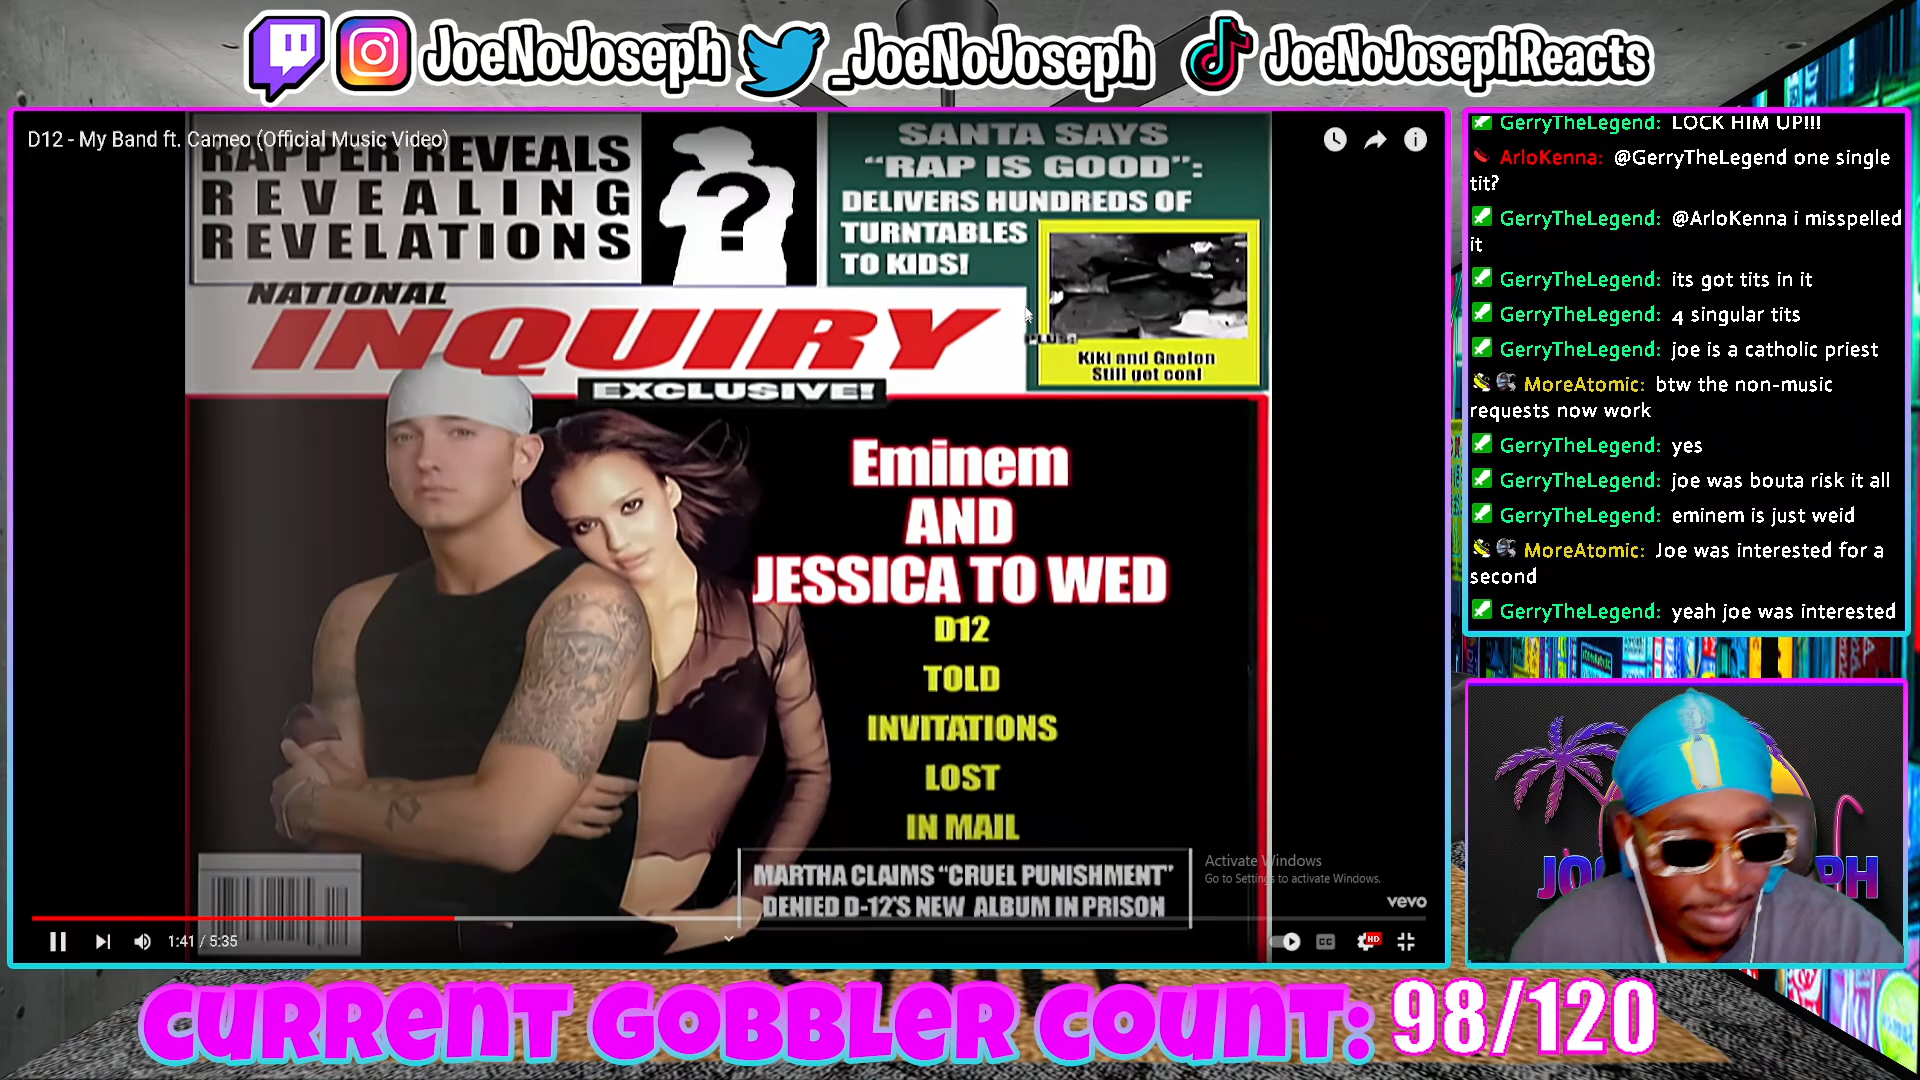 JoeNoJoseph
_JoeNoJoseph
JoeNoJosephReacts
D12 - My Band ft. Cameo (Official Music Video)
RAPPER REVEALS
REVEALING
REVELATIONS
?
SANTA SAYS
“RAP IS GOOD”:
DELIVERS HUNDREDS OF
TURNTABLES
TO KIDS!
PLUS:
Kiki and Gaelon
Still get coal
NATIONAL
INQUIRY
EXCLUSIVE!
Eminem
AND
JESSICA TO WED
D12
TOLD
INVITATIONS
LOST
IN MAIL
MARTHA CLAIMS “CRUEL PUNISHMENT”
DENIED D-12'S NEW ALBUM IN PRISON
Activate Windows
Go to Settings to activate Windows.
vevo
1:41 / 5:35
CC
HD
GerryTheLegend: LOCK HIM UP!!!
ArloKenna: @GerryTheLegend one single
tit?
GerryTheLegend: @ArloKenna i misspelled
it
GerryTheLegend: its got tits in it
GerryTheLegend: 4 singular tits
GerryTheLegend: joe is a catholic priest
MoreAtomic: btw the non-music
requests now work
GerryTheLegend: yes
GerryTheLegend: joe was bouta risk it all
GerryTheLegend: eminem is just weid
MoreAtomic: Joe was interested for a
second
GerryTheLegend: yeah joe was interested
CURRENT GOBBLER COUNT: 98/120